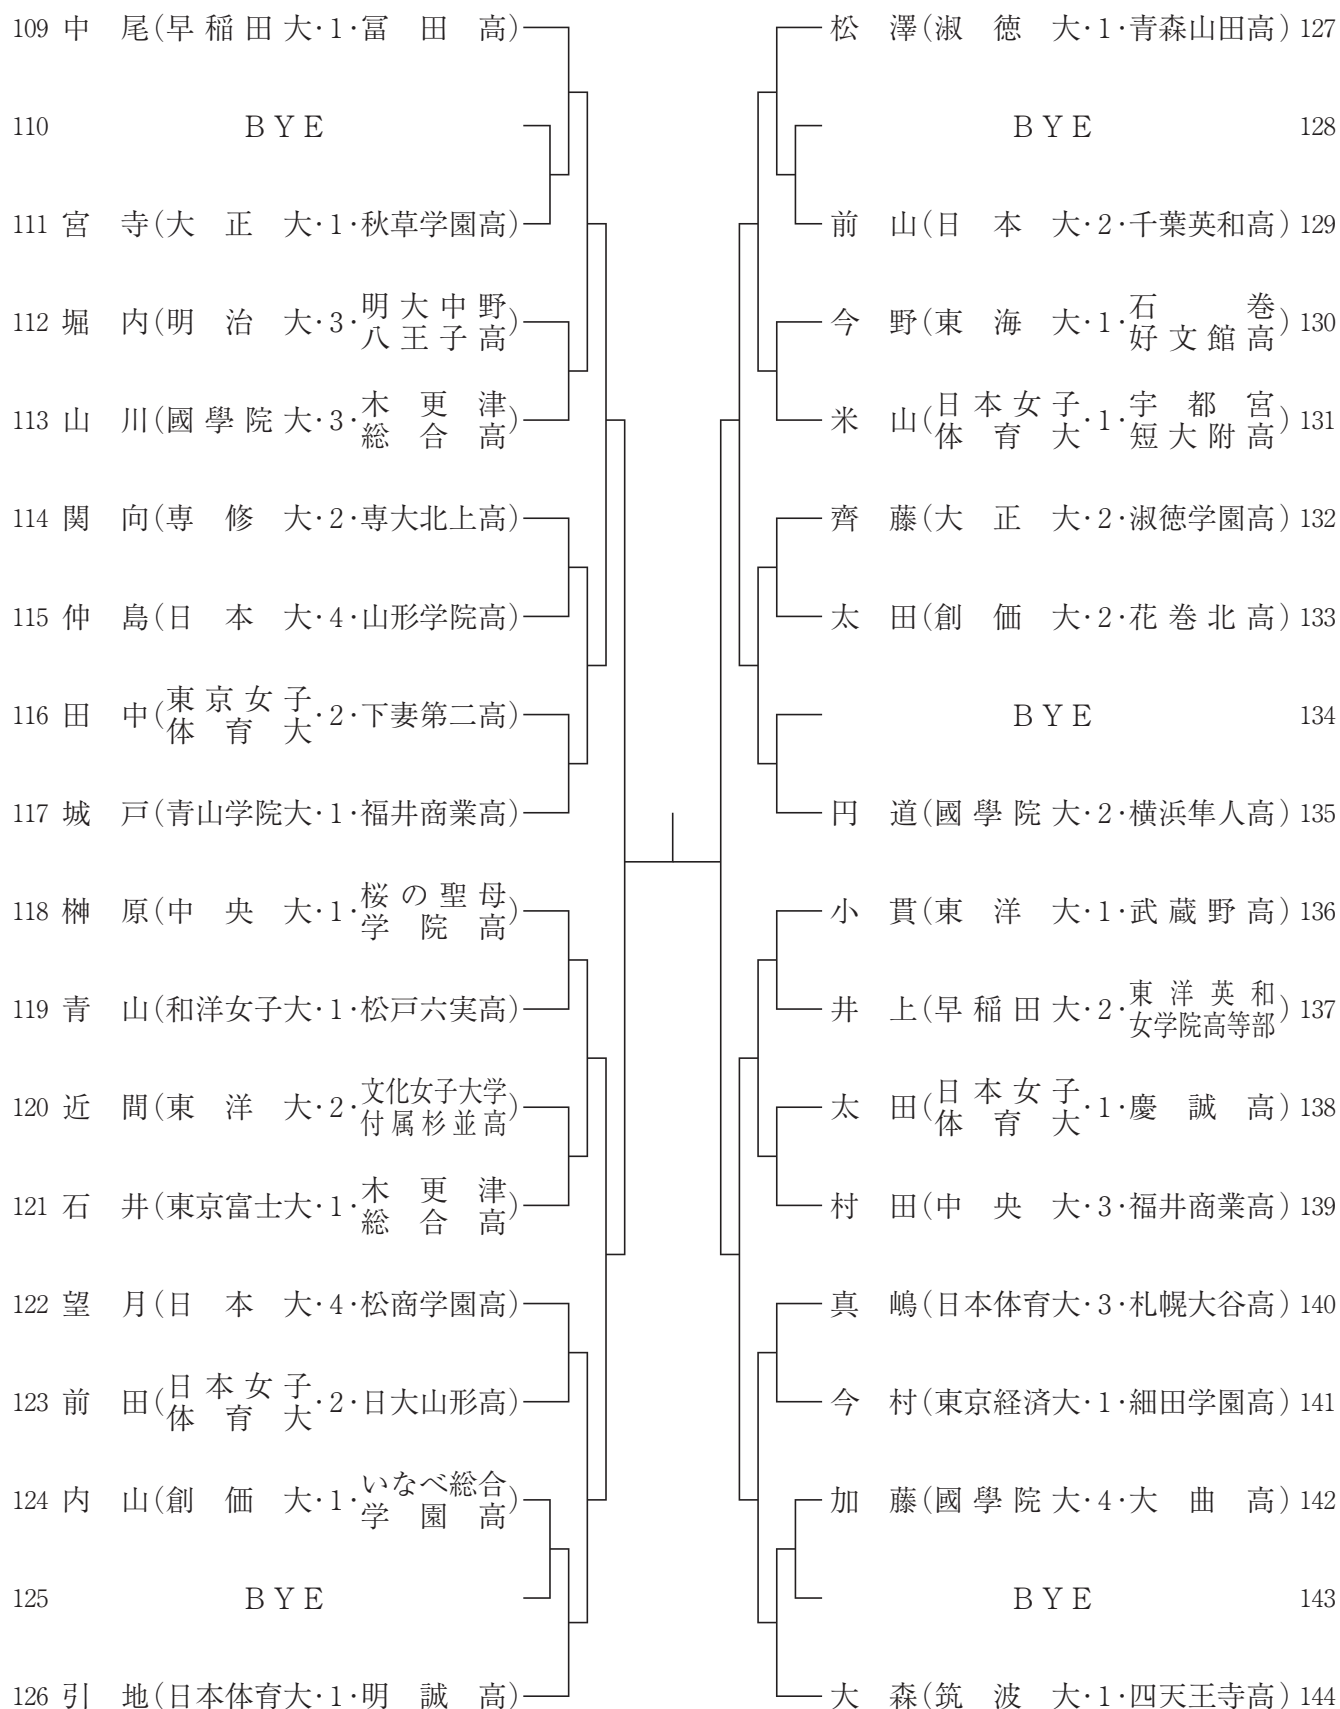 109 中尾(早稲田大·1·冨田高)
110 BYE
111 宮寺(大正大·1·秋草学園高)
112 堀内(明治大·3·明大中野八王子高)
113 山川(國學院大·3·木更津総合高)
114 関向(専修大·2·専大北上高)
115 仲島(日本大·4·山形学院高)
116 田中(東京女子体育大·2·下妻第二高)
117 城戸(青山学院大·1·福井商業高)
118 榊原(中央大·1·桜の聖母学院高)
119 青山(和洋女子大·1·松戸六実高)
120 近間(東洋大·2·文化女子大学付属杉並高)
121 石井(東京富士大·1·木更津総合高)
122 望月(日本大·4·松商学園高)
123 前田(日本女子体育大·2·日大山形高)
124 内山(創価大·1·いなべ総合学園高)
125 BYE
126 引地(日本体育大·1·明誠高)
松澤(淑徳大·1·青森山田高) 127
BYE 128
前山(日本大·2·千葉英和高) 129
今野(東海大·1·石巻好文館高) 130
米山(日本女子体育大·1·宇都宮短大附高) 131
齊藤(大正大·2·淑徳学園高) 132
太田(創価大·2·花巻北高) 133
BYE 134
円道(國學院大·2·横浜隼人高) 135
小貫(東洋大·1·武蔵野高) 136
井上(早稲田大·2·東洋英和女学院高等部) 137
太田(日本女子体育大·1·慶誠高) 138
村田(中央大·3·福井商業高) 139
真嶋(日本体育大·3·札幌大谷高) 140
今村(東京経済大·1·細田学園高) 141
加藤(國學院大·4·大曲高) 142
BYE 143
大森(筑波大·1·四天王寺高) 144